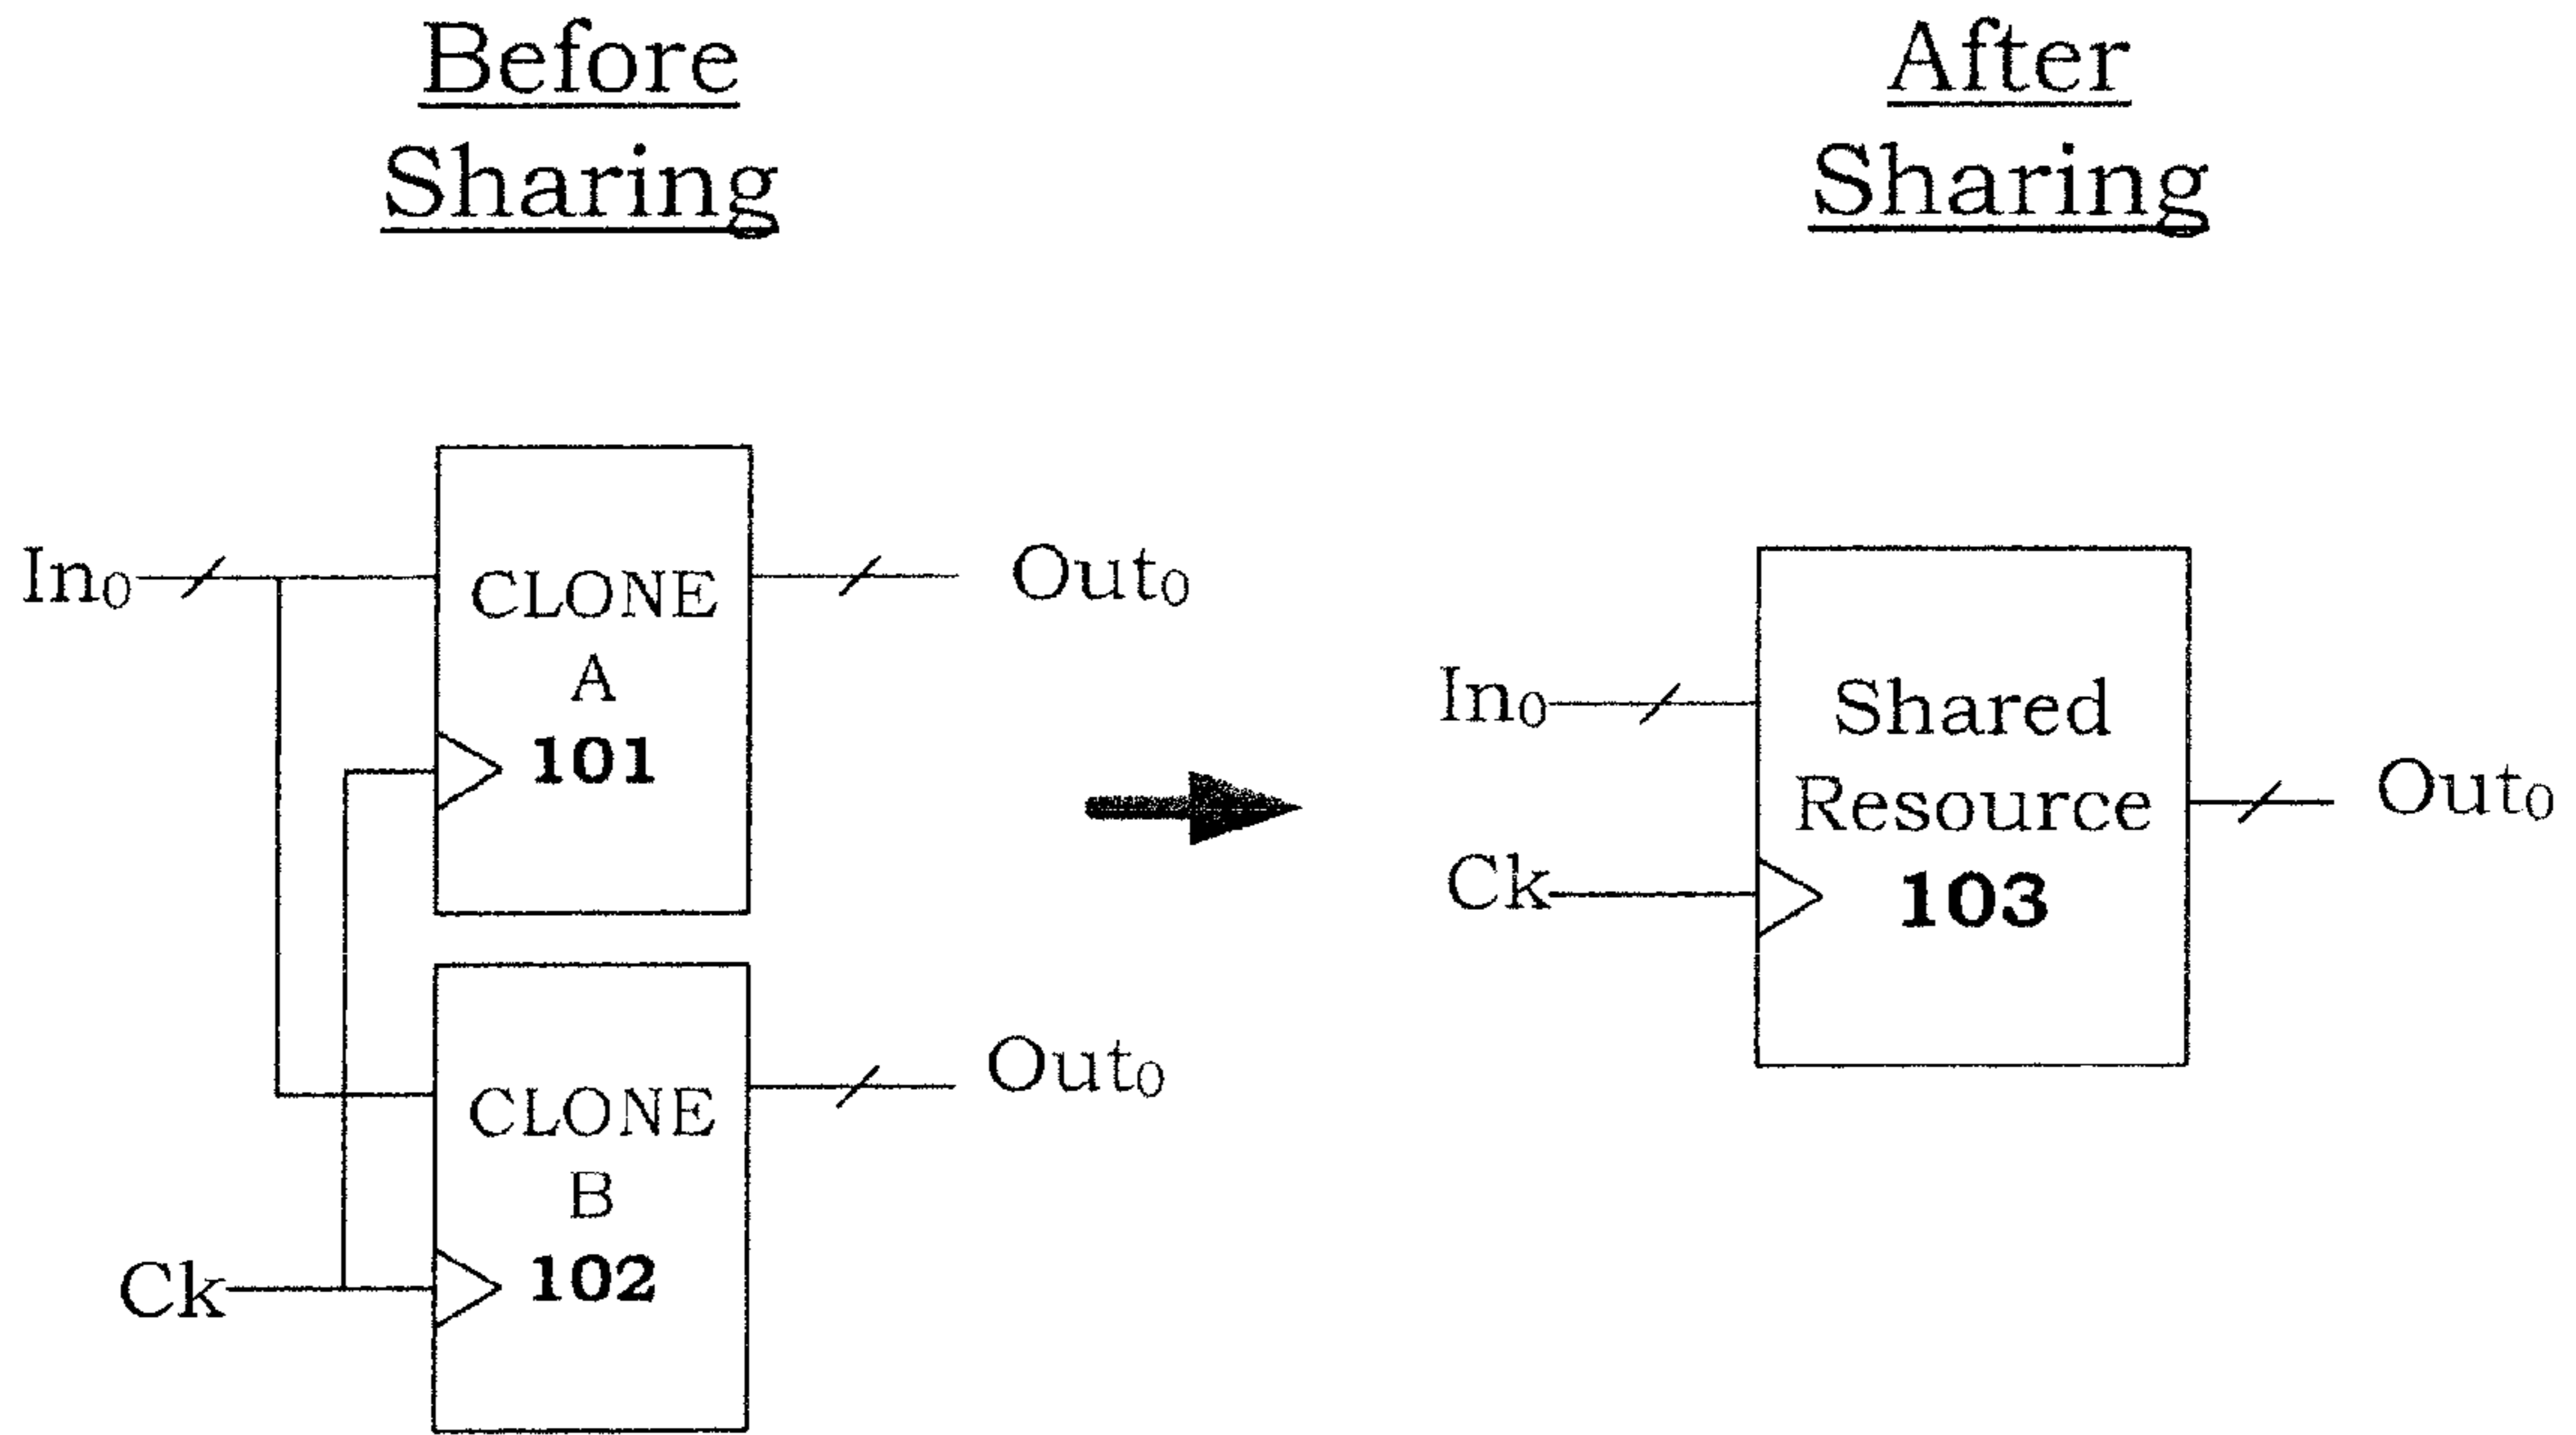 Before
Sharing
After
Sharing
In0
CLONE
A
101
Out0
CLONE
B
102
Out0
Ck
In0
Ck
Shared
Resource
103
Out0